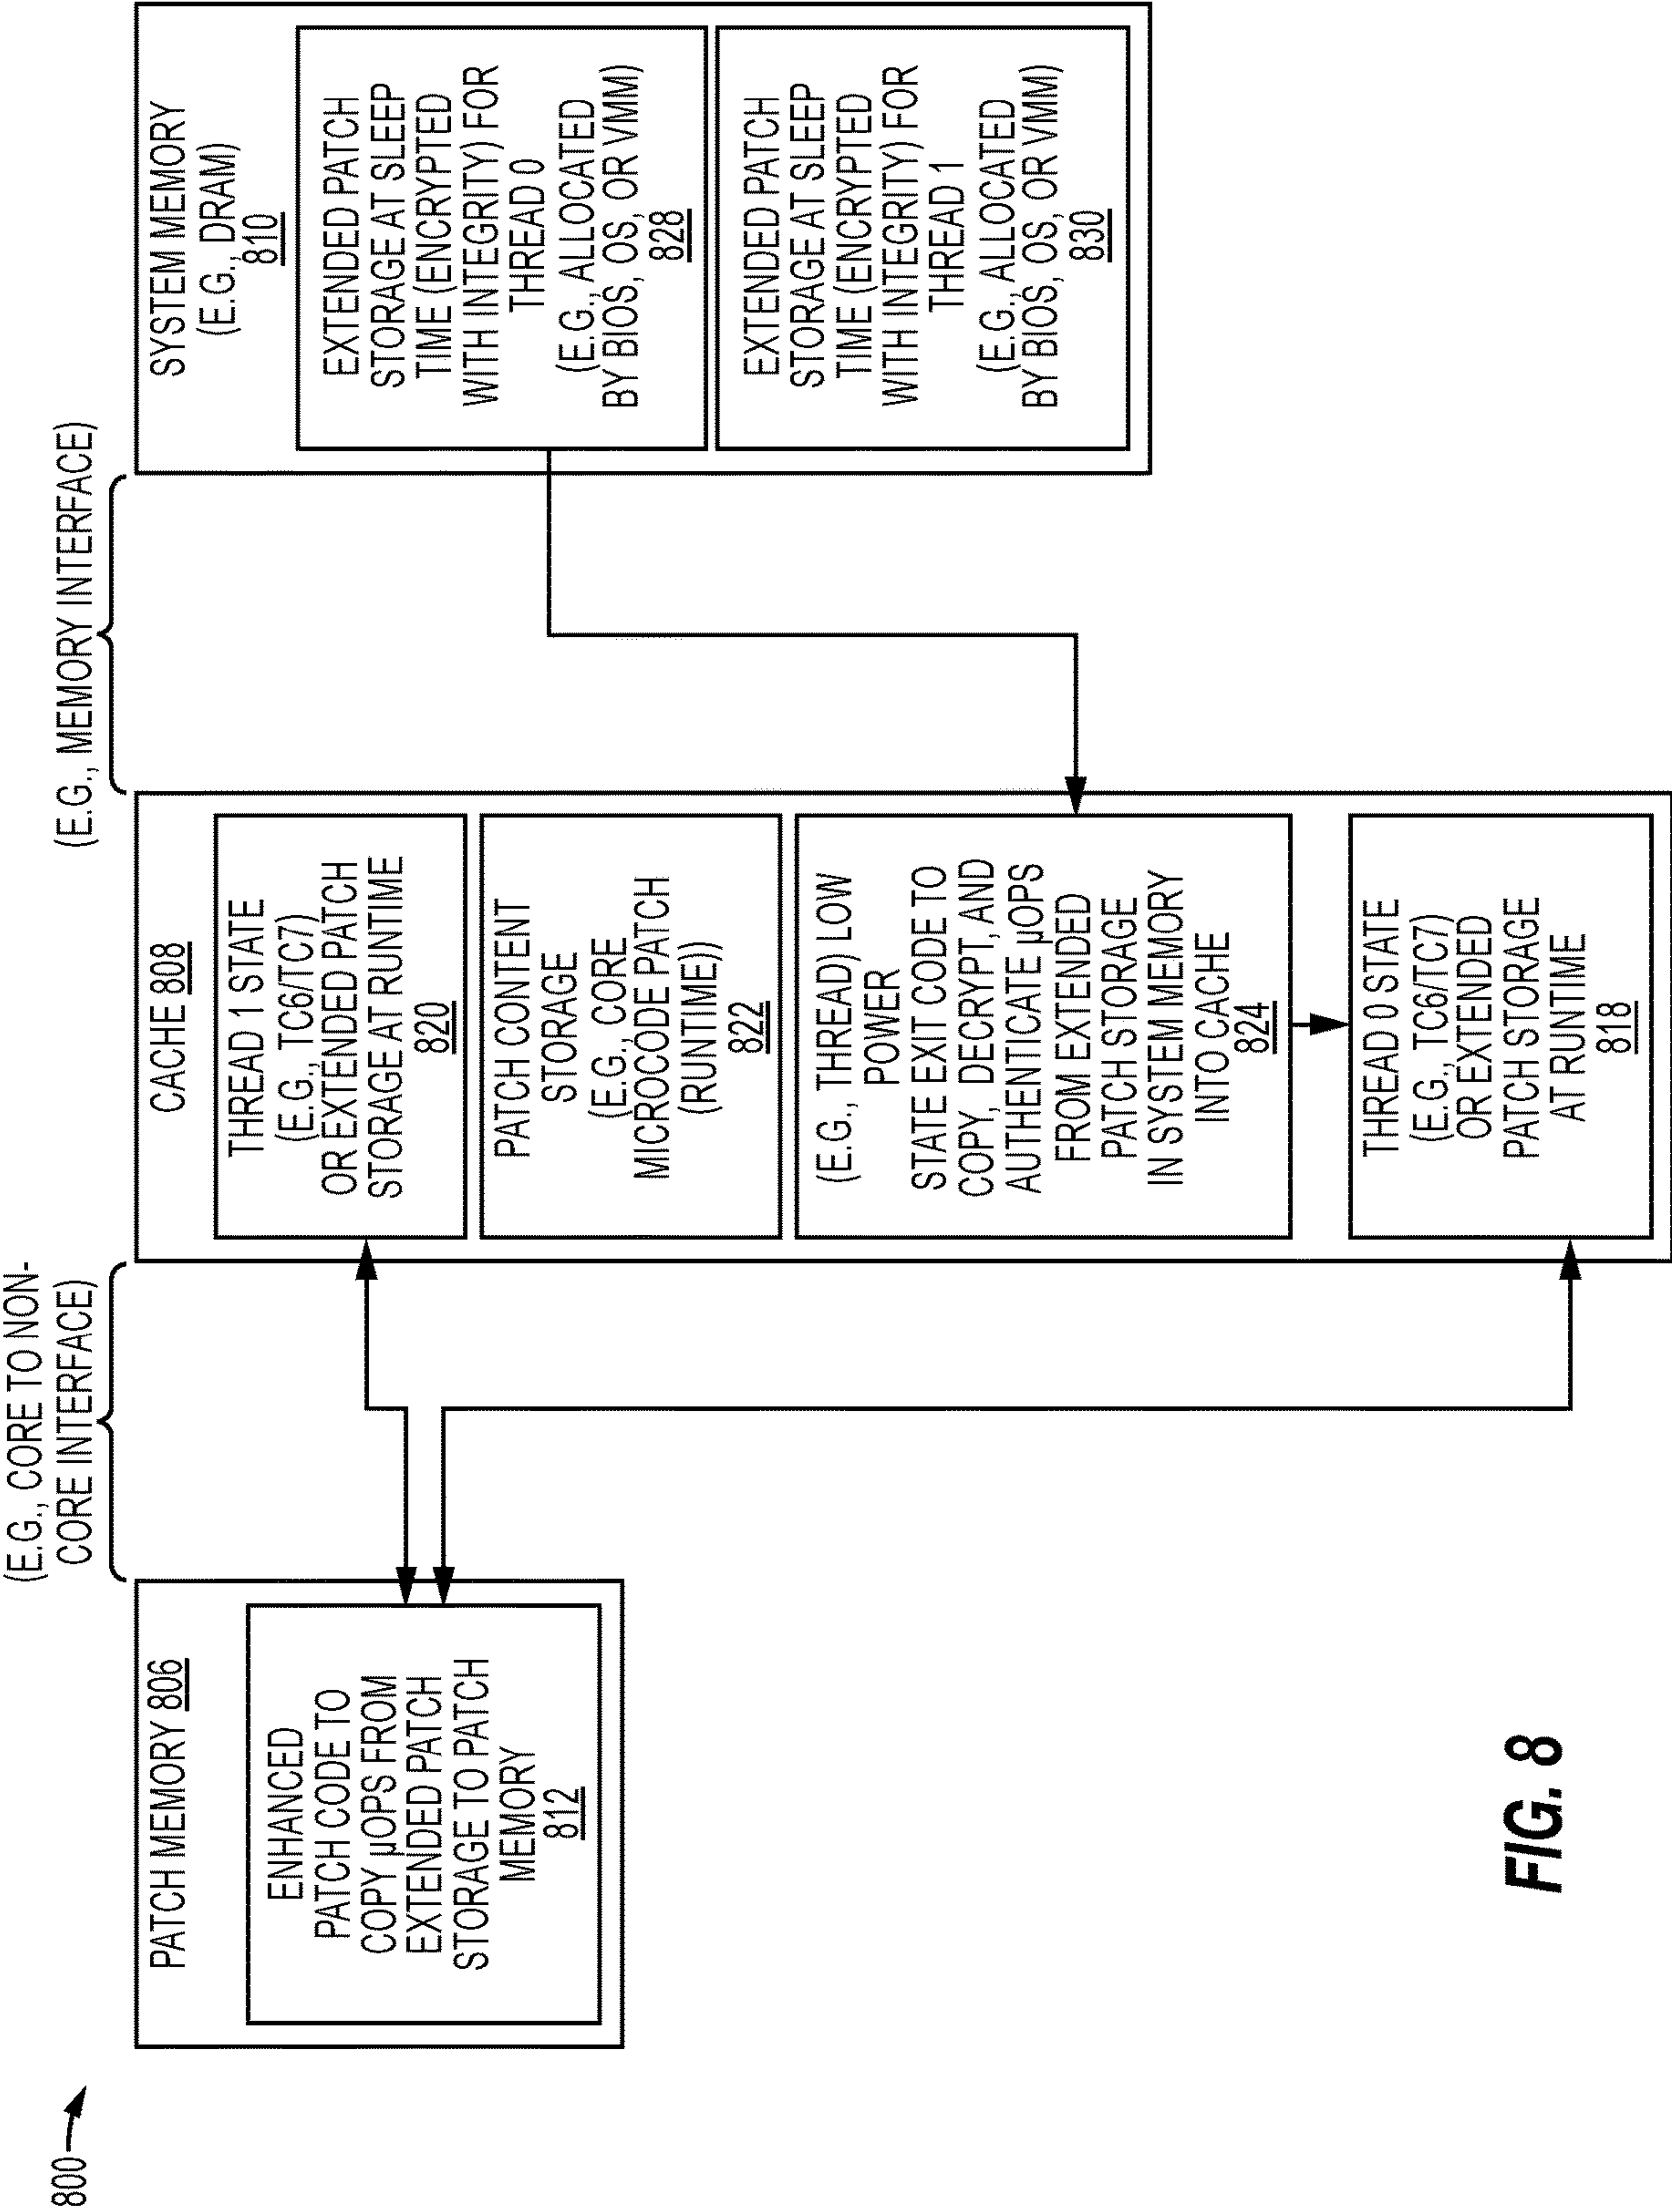 800
(E.G., CORE TO NON-
CORE INTERFACE)
(E.G., MEMORY INTERFACE)
PATCH MEMORY 806
ENHANCED
PATCH CODE TO
COPY µOPS FROM
EXTENDED PATCH
STORAGE TO PATCH
MEMORY
812
CACHE 808
THREAD 1 STATE
(E.G., TC6/TC7)
OR EXTENDED PATCH
STORAGE AT RUNTIME
820
PATCH CONTENT
STORAGE
(E.G., CORE
MICROCODE PATCH
(RUNTIME))
822
(E.G., THREAD) LOW
POWER
STATE EXIT CODE TO
COPY, DECRYPT, AND
AUTHENTICATE µOPS
FROM EXTENDED
PATCH STORAGE
IN SYSTEM MEMORY
INTO CACHE
824
THREAD 0 STATE
(E.G., TC6/TC7)
OR EXTENDED
PATCH STORAGE
AT RUNTIME
818
SYSTEM MEMORY
(E.G., DRAM)
810
EXTENDED PATCH
STORAGE AT SLEEP
TIME (ENCRYPTED
WITH INTEGRITY) FOR
THREAD 0
(E.G., ALLOCATED
BY BIOS, OS, OR VMM)
828
EXTENDED PATCH
STORAGE AT SLEEP
TIME (ENCRYPTED
WITH INTEGRITY) FOR
THREAD 1
(E.G., ALLOCATED
BY BIOS, OS, OR VMM)
830
FIG. 8